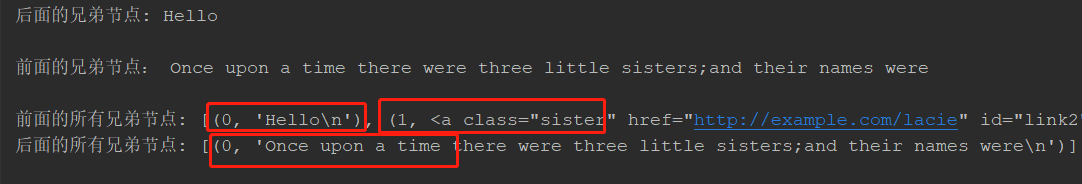 后面的兄弟节点: Hello
前面的兄弟节点： Once upon a time there were three little sisters;and their names were
前面的所有兄弟节点: [(0, 'Hello\n'), (1, <a class="sister" href="http://example.com/lacie" id="link2"
后面的所有兄弟节点: [(0, 'Once upon a time there were three little sisters;and their names were\n')]